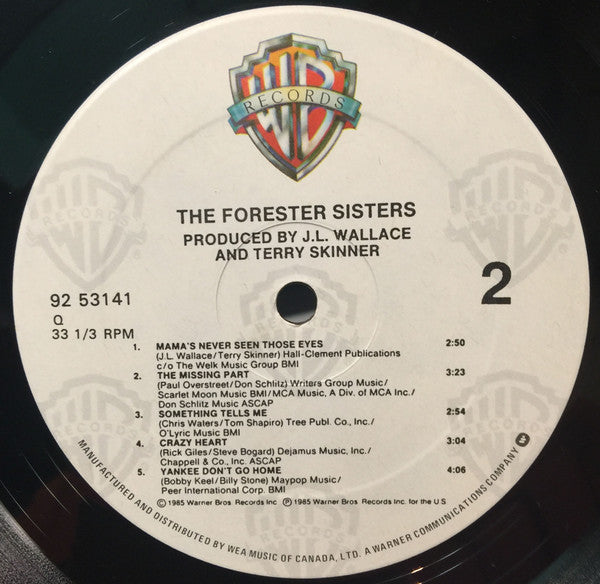 WB
RECORDS
THE FORESTER SISTERS
PRODUCED BY J.L. WALLACE
AND TERRY SKINNER
2
92 53141
Q
33 1/3 RPM
1. MAMA'S NEVER SEEN THOSE EYES 2:50
(J.L. Wallace/Terry Skinner) Hall-Clement Publications
c/o The Welk Music Group BMI
2. THE MISSING PART 3:23
(Paul Overstreet/Don Schlitz) Writers Group Music/
Scarlet Moon Music BMI/MCA Music, A Div. of MCA Inc./
Don Schlitz Music ASCAP
3. SOMETHING TELLS ME 2:54
(Chris Waters/Tom Shapiro) Tree Publ. Co., Inc./
O'Lyric Music BMI
4. CRAZY HEART 3:04
(Rick Giles/Steve Bogard) Dejamus Music, Inc./
Chappell & Co., Inc. ASCAP
5. YANKEE DON'T GO HOME 4:06
(Bobby Keel/Billy Stone) Maypop Music/
Peer International Corp. BMI
© 1985 Warner Bros. Records Inc. ℗ 1985 Warner Bros. Records Inc. for the U S
MANUFACTURED AND DISTRIBUTED BY WEA MUSIC OF CANADA, LTD. A WARNER COMMUNICATIONS COMPANY